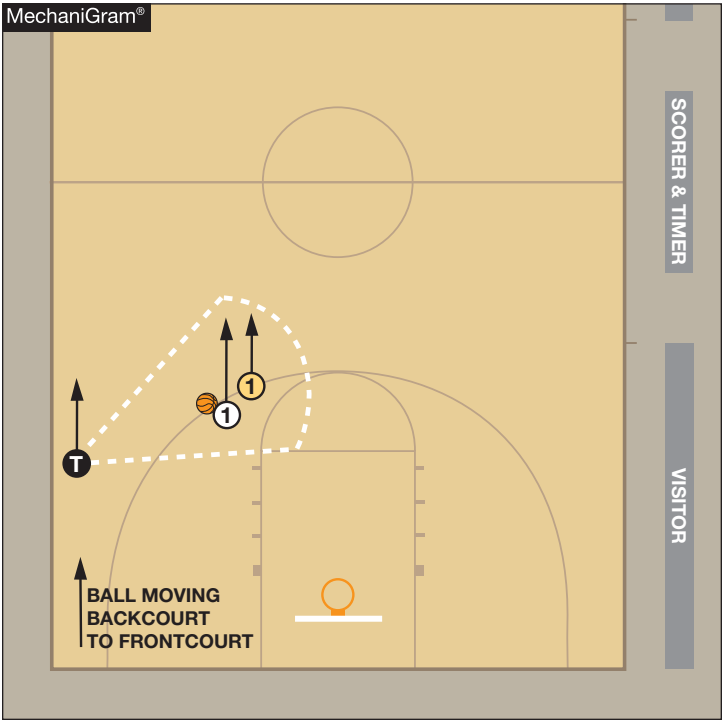 MechaniGram®
SCORER & TIMER
1
1
T
VISITOR
BALL MOVING
BACKCOURT
TO FRONTCOURT